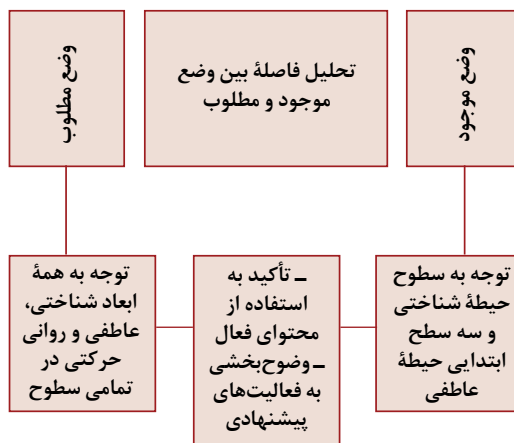 وضع موجود
تحلیل فاصلهٔ بین وضع
موجود و مطلوب
وضع مطلوب
توجه به سطوح
حیطهٔ شناختی
و سه سطح
ابتدایی حیطهٔ
عاطفی
ـ تأکید به
استفاده از
محتوای فعال
ـ وضوح‌بخشی
به فعالیت‌های
پیشنهادی
توجه به همهٔ
ابعاد شناختی،
عاطفی و روانی
حرکتی در
تمامی سطوح